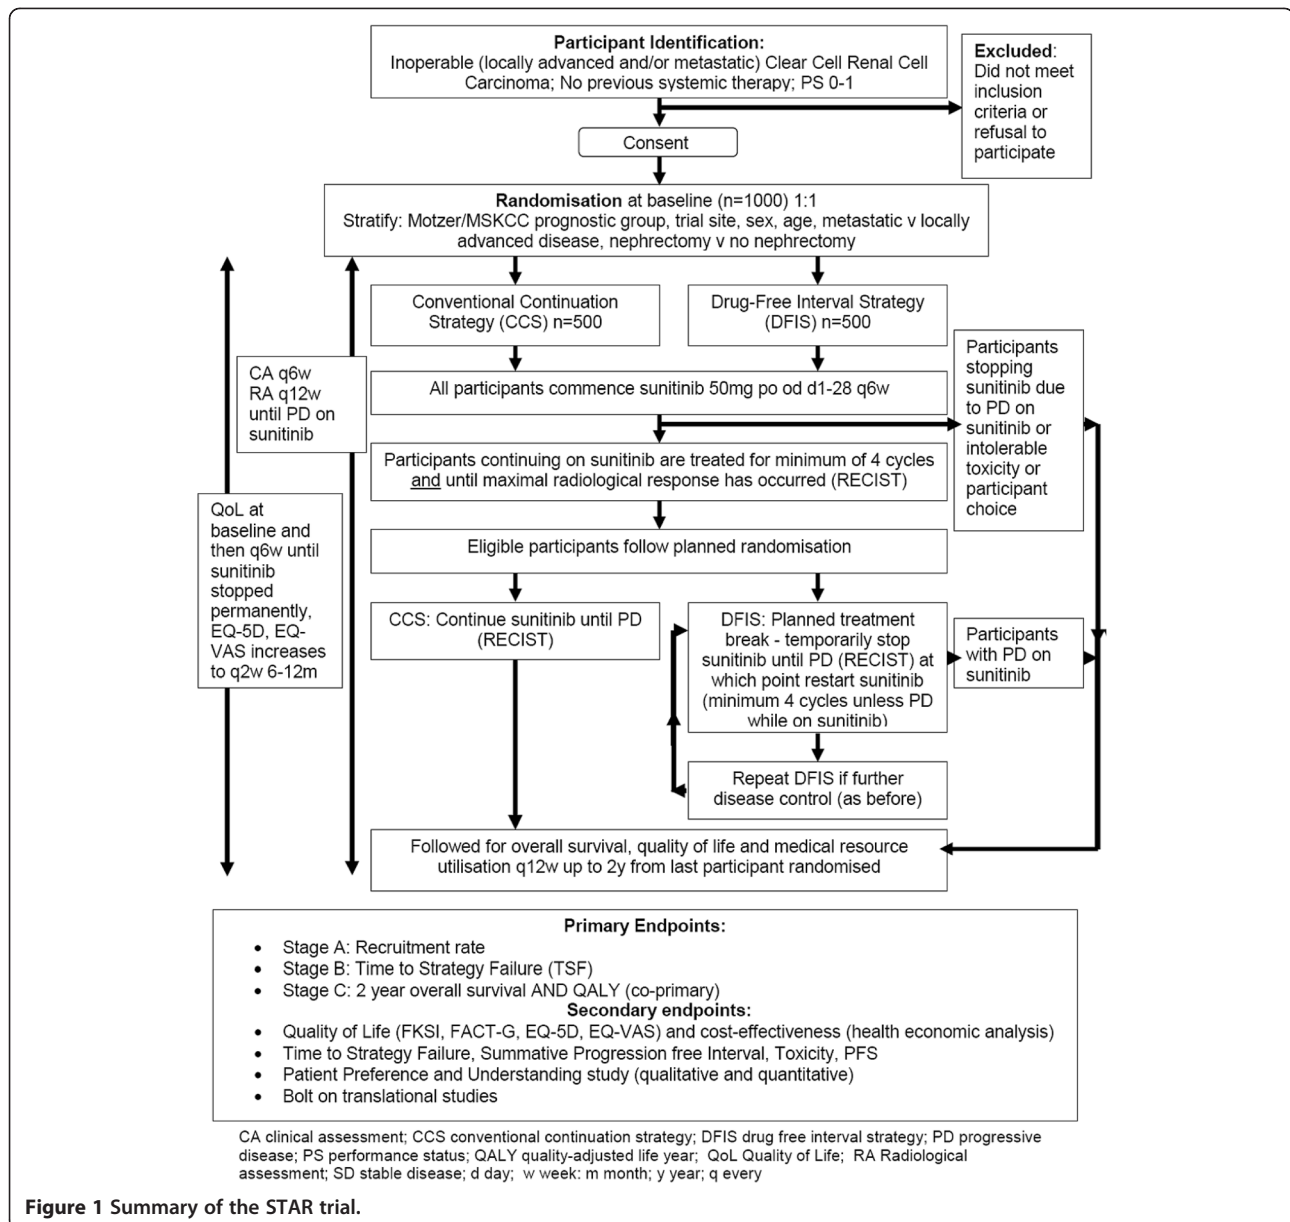 Participant Identification:
Inoperable (locally advanced and/or metastatic) Clear Cell Renal Cell
Carcinoma; No previous systemic therapy; PS 0-1
Excluded:
Did not meet
inclusion
criteria or
refusal to
participate
Consent
Randomisation at baseline (n=1000) 1:1
Stratify: Motzer/MSKCC prognostic group, trial site, sex, age, metastatic v locally
advanced disease, nephrectomy v no nephrectomy
Conventional Continuation
Strategy (CCS) n=500
Drug-Free Interval Strategy
(DFIS) n=500
CA q6w
RA q12w
until PD on
sunitinib
All participants commence sunitinib 50mg po od d1-28 q6w
Participants
stopping
sunitinib due
to PD on
sunitinib or
intolerable
toxicity or
participant
choice
Participants continuing on sunitinib are treated for minimum of 4 cycles
and until maximal radiological response has occurred (RECIST)
QoL at
baseline and
then q6w until
sunitinib
stopped
permanently,
EQ-5D, EQ-
VAS increases
to q2w 6-12m
Eligible participants follow planned randomisation
CCS: Continue sunitinib until PD
(RECIST)
DFIS: Planned treatment
break - temporarily stop
sunitinib until PD (RECIST) at
which point restart sunitinib
(minimum 4 cycles unless PD
while on sunitinib)
Participants
with PD on
sunitinib
Repeat DFIS if further
disease control (as before)
Followed for overall survival, quality of life and medical resource
utilisation q12w up to 2y from last participant randomised
Primary Endpoints:
• Stage A: Recruitment rate
• Stage B: Time to Strategy Failure (TSF)
• Stage C: 2 year overall survival AND QALY (co-primary)
Secondary endpoints:
• Quality of Life (FKSI, FACT-G, EQ-5D, EQ-VAS) and cost-effectiveness (health economic analysis)
• Time to Strategy Failure, Summative Progression free Interval, Toxicity, PFS
• Patient Preference and Understanding study (qualitative and quantitative)
• Bolt on translational studies
CA clinical assessment; CCS conventional continuation strategy; DFIS drug free interval strategy; PD progressive
disease; PS performance status; QALY quality-adjusted life year; QoL Quality of Life; RA Radiological
assessment; SD stable disease; d day; w week: m month; y year; q every
Figure 1 Summary of the STAR trial.